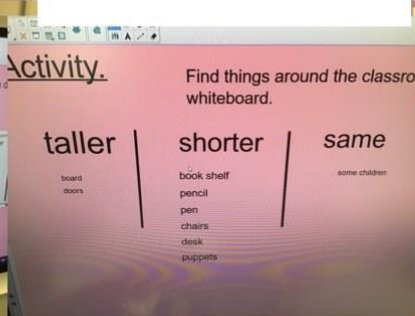 Activity.
Find things around the classro
whiteboard.
taller
shorter
same
board
doors
book shelf
pencil
pen
chairs
desk
puppets
some children